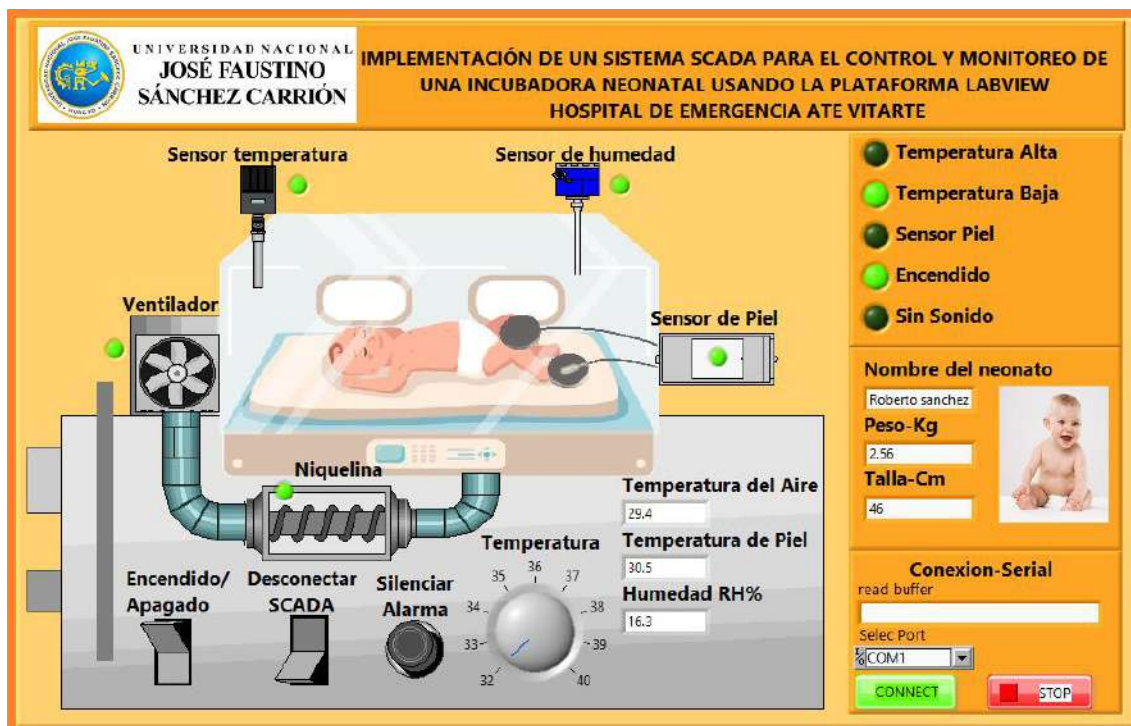 UNIVERSIDAD NACIONAL
JOSÉ FAUSTINO
SÁNCHEZ CARRIÓN
IMPLEMENTACIÓN DE UN SISTEMA SCADA PARA EL CONTROL Y MONITOREO DE
UNA INCUBADORA NEONATAL USANDO LA PLATAFORMA LABVIEW
HOSPITAL DE EMERGENCIA ATE VITARTE
Sensor temperatura
Sensor de humedad
Ventilador
Sensor de Piel
Niquelina
Temperatura del Aire
29.4
Temperatura de Piel
30.5
Humedad RH%
16.3
Encendido/
Apagado
Desconectar
SCADA
Silenciar
Alarma
Temperatura
32
33
34
35
36
37
38
39
40
Temperatura Alta
Temperatura Baja
Sensor Piel
Encendido
Sin Sonido
Nombre del neonato
Roberto sanchez
Peso-Kg
2.56
Talla-Cm
46
Conexion-Serial
read buffer
Selec Port
COM1
CONNECT
STOP